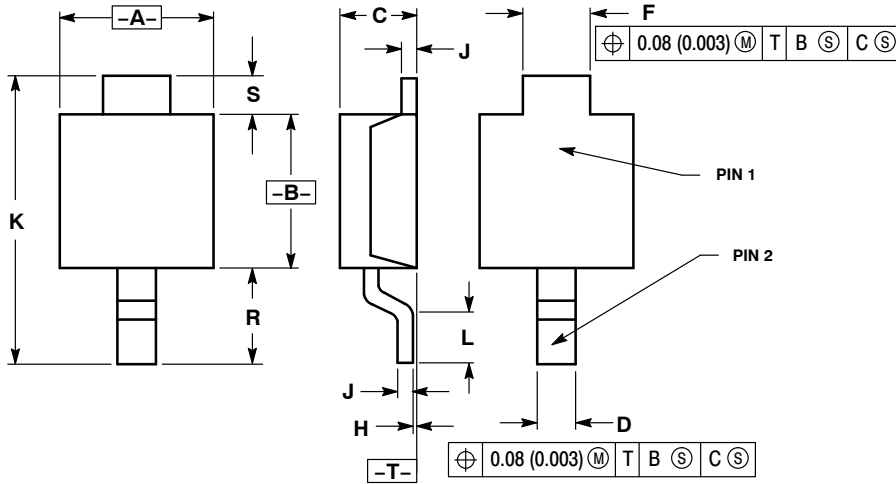 –A–
C
F
⌖ 0.08 (0.003) Ⓜ T B Ⓢ C Ⓢ
J
S
–B–
PIN 1
K
PIN 2
R
L
J
D
H
⌖ 0.08 (0.003) Ⓜ T B Ⓢ C Ⓢ
–T–